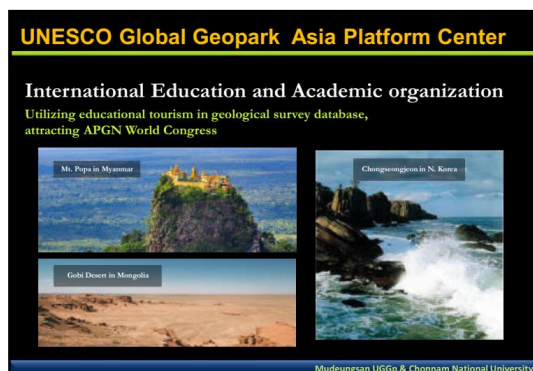 UNESCO Global Geopark Asia Platform Center
International Education and Academic organization
Utilizing educational tourism in geological survey database,
attracting APGN World Congress
Mt. Popa in Myanmar
Chongseongjeon in N. Korea
Gobi Desert in Mongolia
Mudeungsan UGGp & Chonnam National University